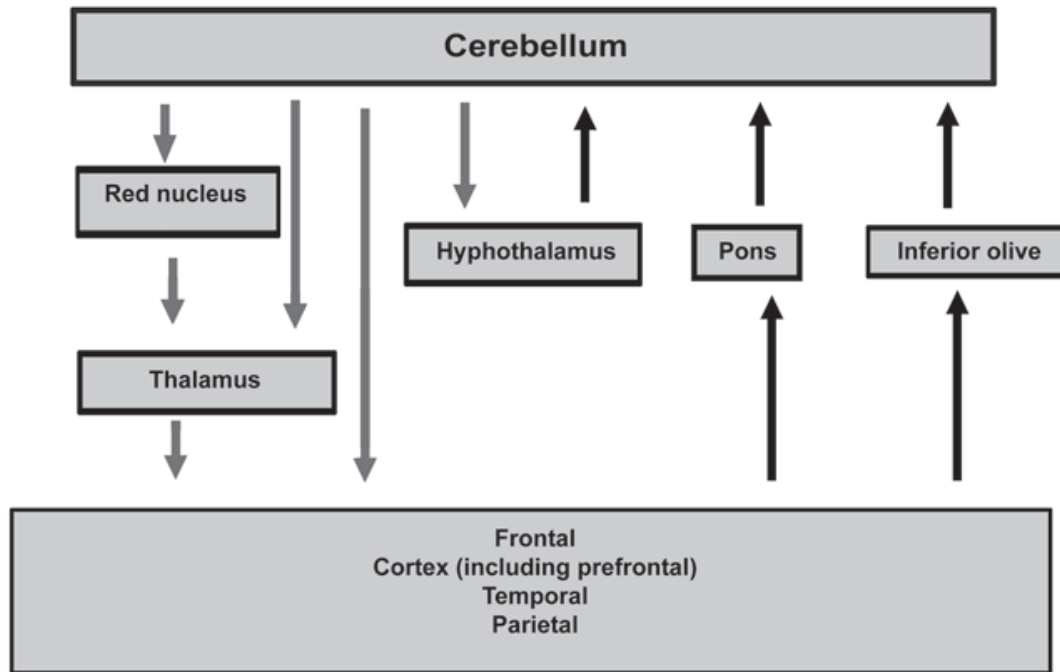 Cerebellum
Red nucleus
Hyphothalamus
Pons
Inferior olive
Thalamus
Frontal
Cortex (including prefrontal)
Temporal
Parietal